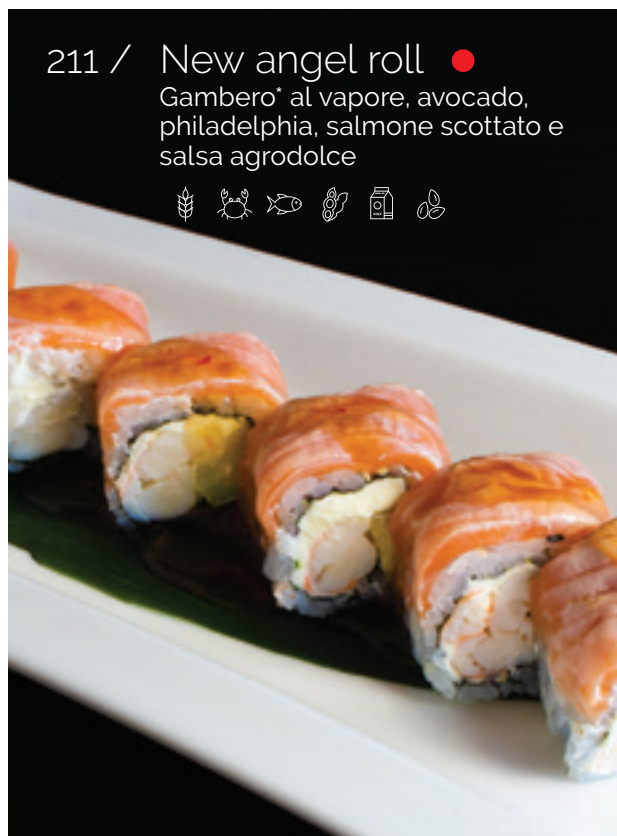 211 / New angel roll
Gambero* al vapore, avocado,
philadelphia, salmone scottato e
salsa agrodolce